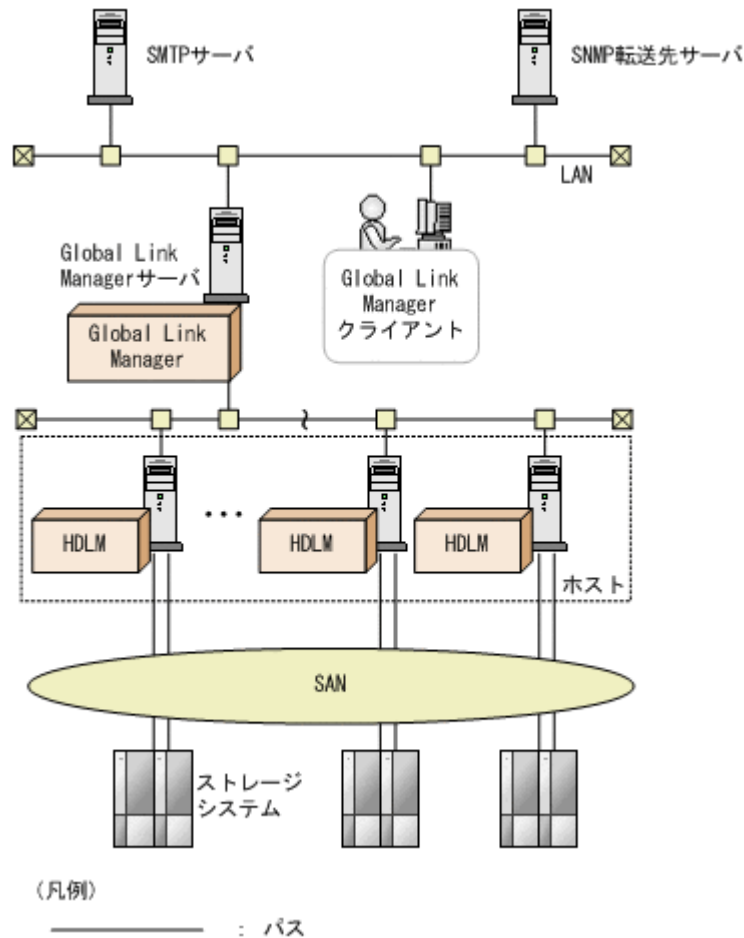 SMTPサーバ
SNMP転送先サーバ
LAN
Global Link
Managerサーバ
Global Link
Manager
Global Link
Manager
クライアント
HDLM
...
HDLM
HDLM
ホスト
SAN
ストレージ
システム
(凡例)
: パス